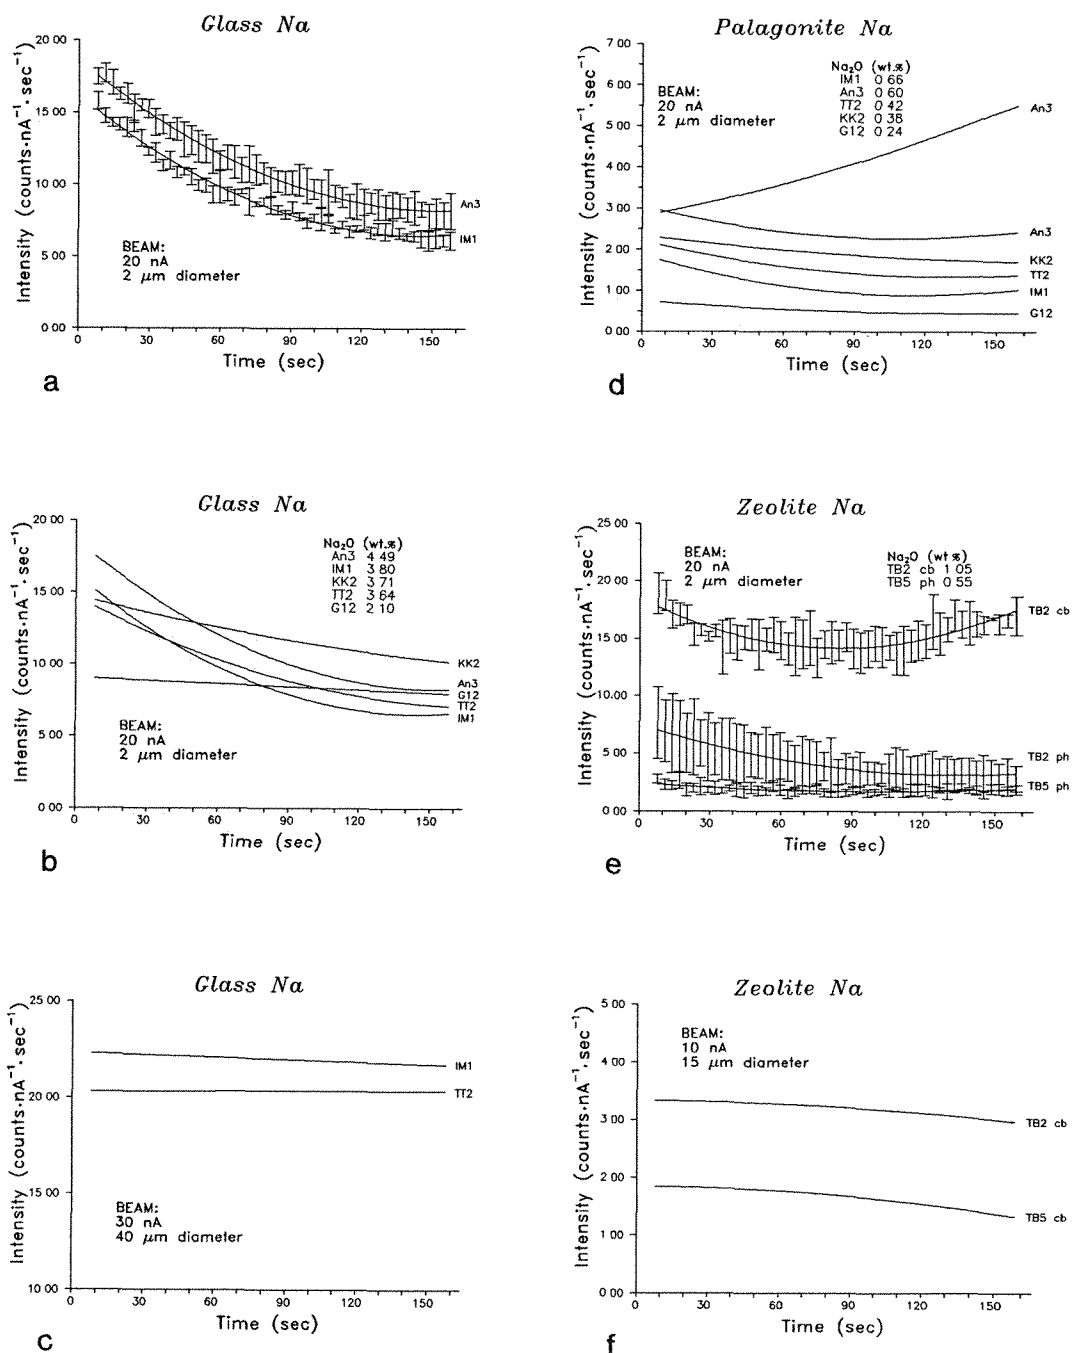 Glass Na
Intensity (counts·nA⁻¹·sec⁻¹)
20 00
15 00
10 00
5 00
0 00
An3
IM1
BEAM:
20 nA
2 μm diameter
0 30 60 90 120 150
Time (sec)
a
Glass Na
Intensity (counts·nA⁻¹·sec⁻¹)
20 00
15 00
10 00
5 00
0 00
Na₂O (wt.%)
An3 4 49
IM1 3 80
KK2 3 71
TT2 3 64
G12 2 10
KK2
An3
G12
TT2
IM1
BEAM:
20 nA
2 μm diameter
0 30 60 90 120 150
Time (sec)
b
Glass Na
Intensity (counts·nA⁻¹·sec⁻¹)
25 00
20 00
15 00
10 00
IM1
TT2
BEAM:
30 nA
40 μm diameter
0 30 60 90 120 150
Time (sec)
c
Palagonite Na
Intensity (counts·nA⁻¹·sec⁻¹)
7 00
6 00
5 00
4 00
3 00
2 00
1 00
0 00
BEAM:
20 nA
2 μm diameter
Na₂O (wt.%)
IM1 0 66
An3 0 60
TT2 0 42
KK2 0 38
G12 0 24
An3
An3
KK2
TT2
IM1
G12
0 30 60 90 120 150
Time (sec)
d
Zeolite Na
Intensity (counts·nA⁻¹·sec⁻¹)
25 00
20 00
15 00
10.00
5 00
0 00
BEAM:
20 nA
2 μm diameter
Na₂O (wt %)
TB2 cb 1 05
TB5 ph 0 55
TB2 cb
TB2 ph
TB5 ph
0 30 60 90 120 150
Time (sec)
e
Zeolite Na
Intensity (counts·nA⁻¹·sec⁻¹)
5 00
4 00
3 00
2 00
1 00
0 00
BEAM:
10 nA
15 μm diameter
TB2 cb
TB5 cb
0 30 60 90 120 150
Time (sec)
f